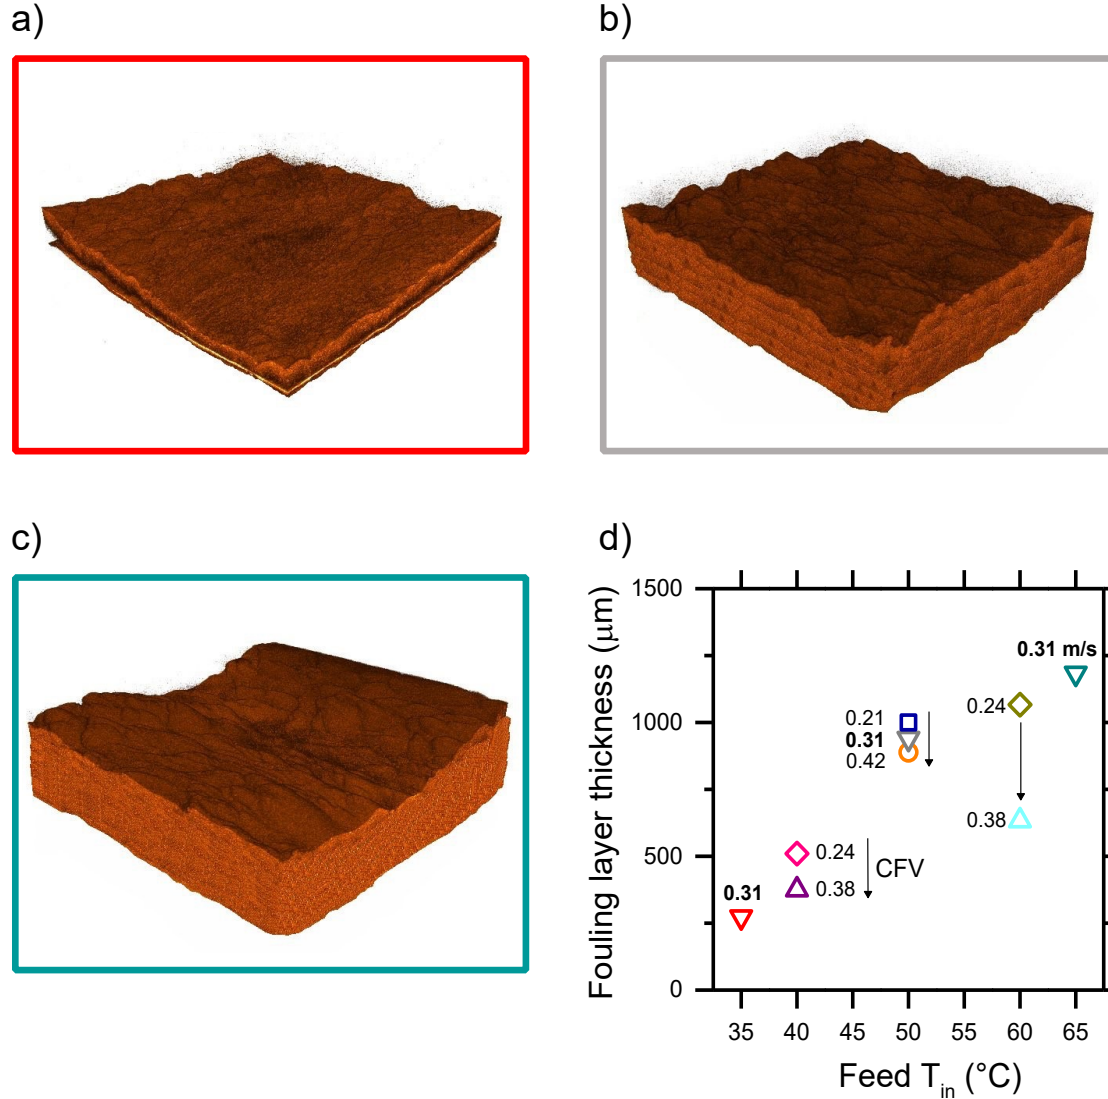 a)
b)
c)
d)
Fouling layer thickness (μm)
1500
1000
500
0
0.31 m/s
0.24
0.21
0.31
0.42
0.38
0.24
CFV
0.38
0.31
35 40 45 50 55 60 65
Feed T_in (°C)